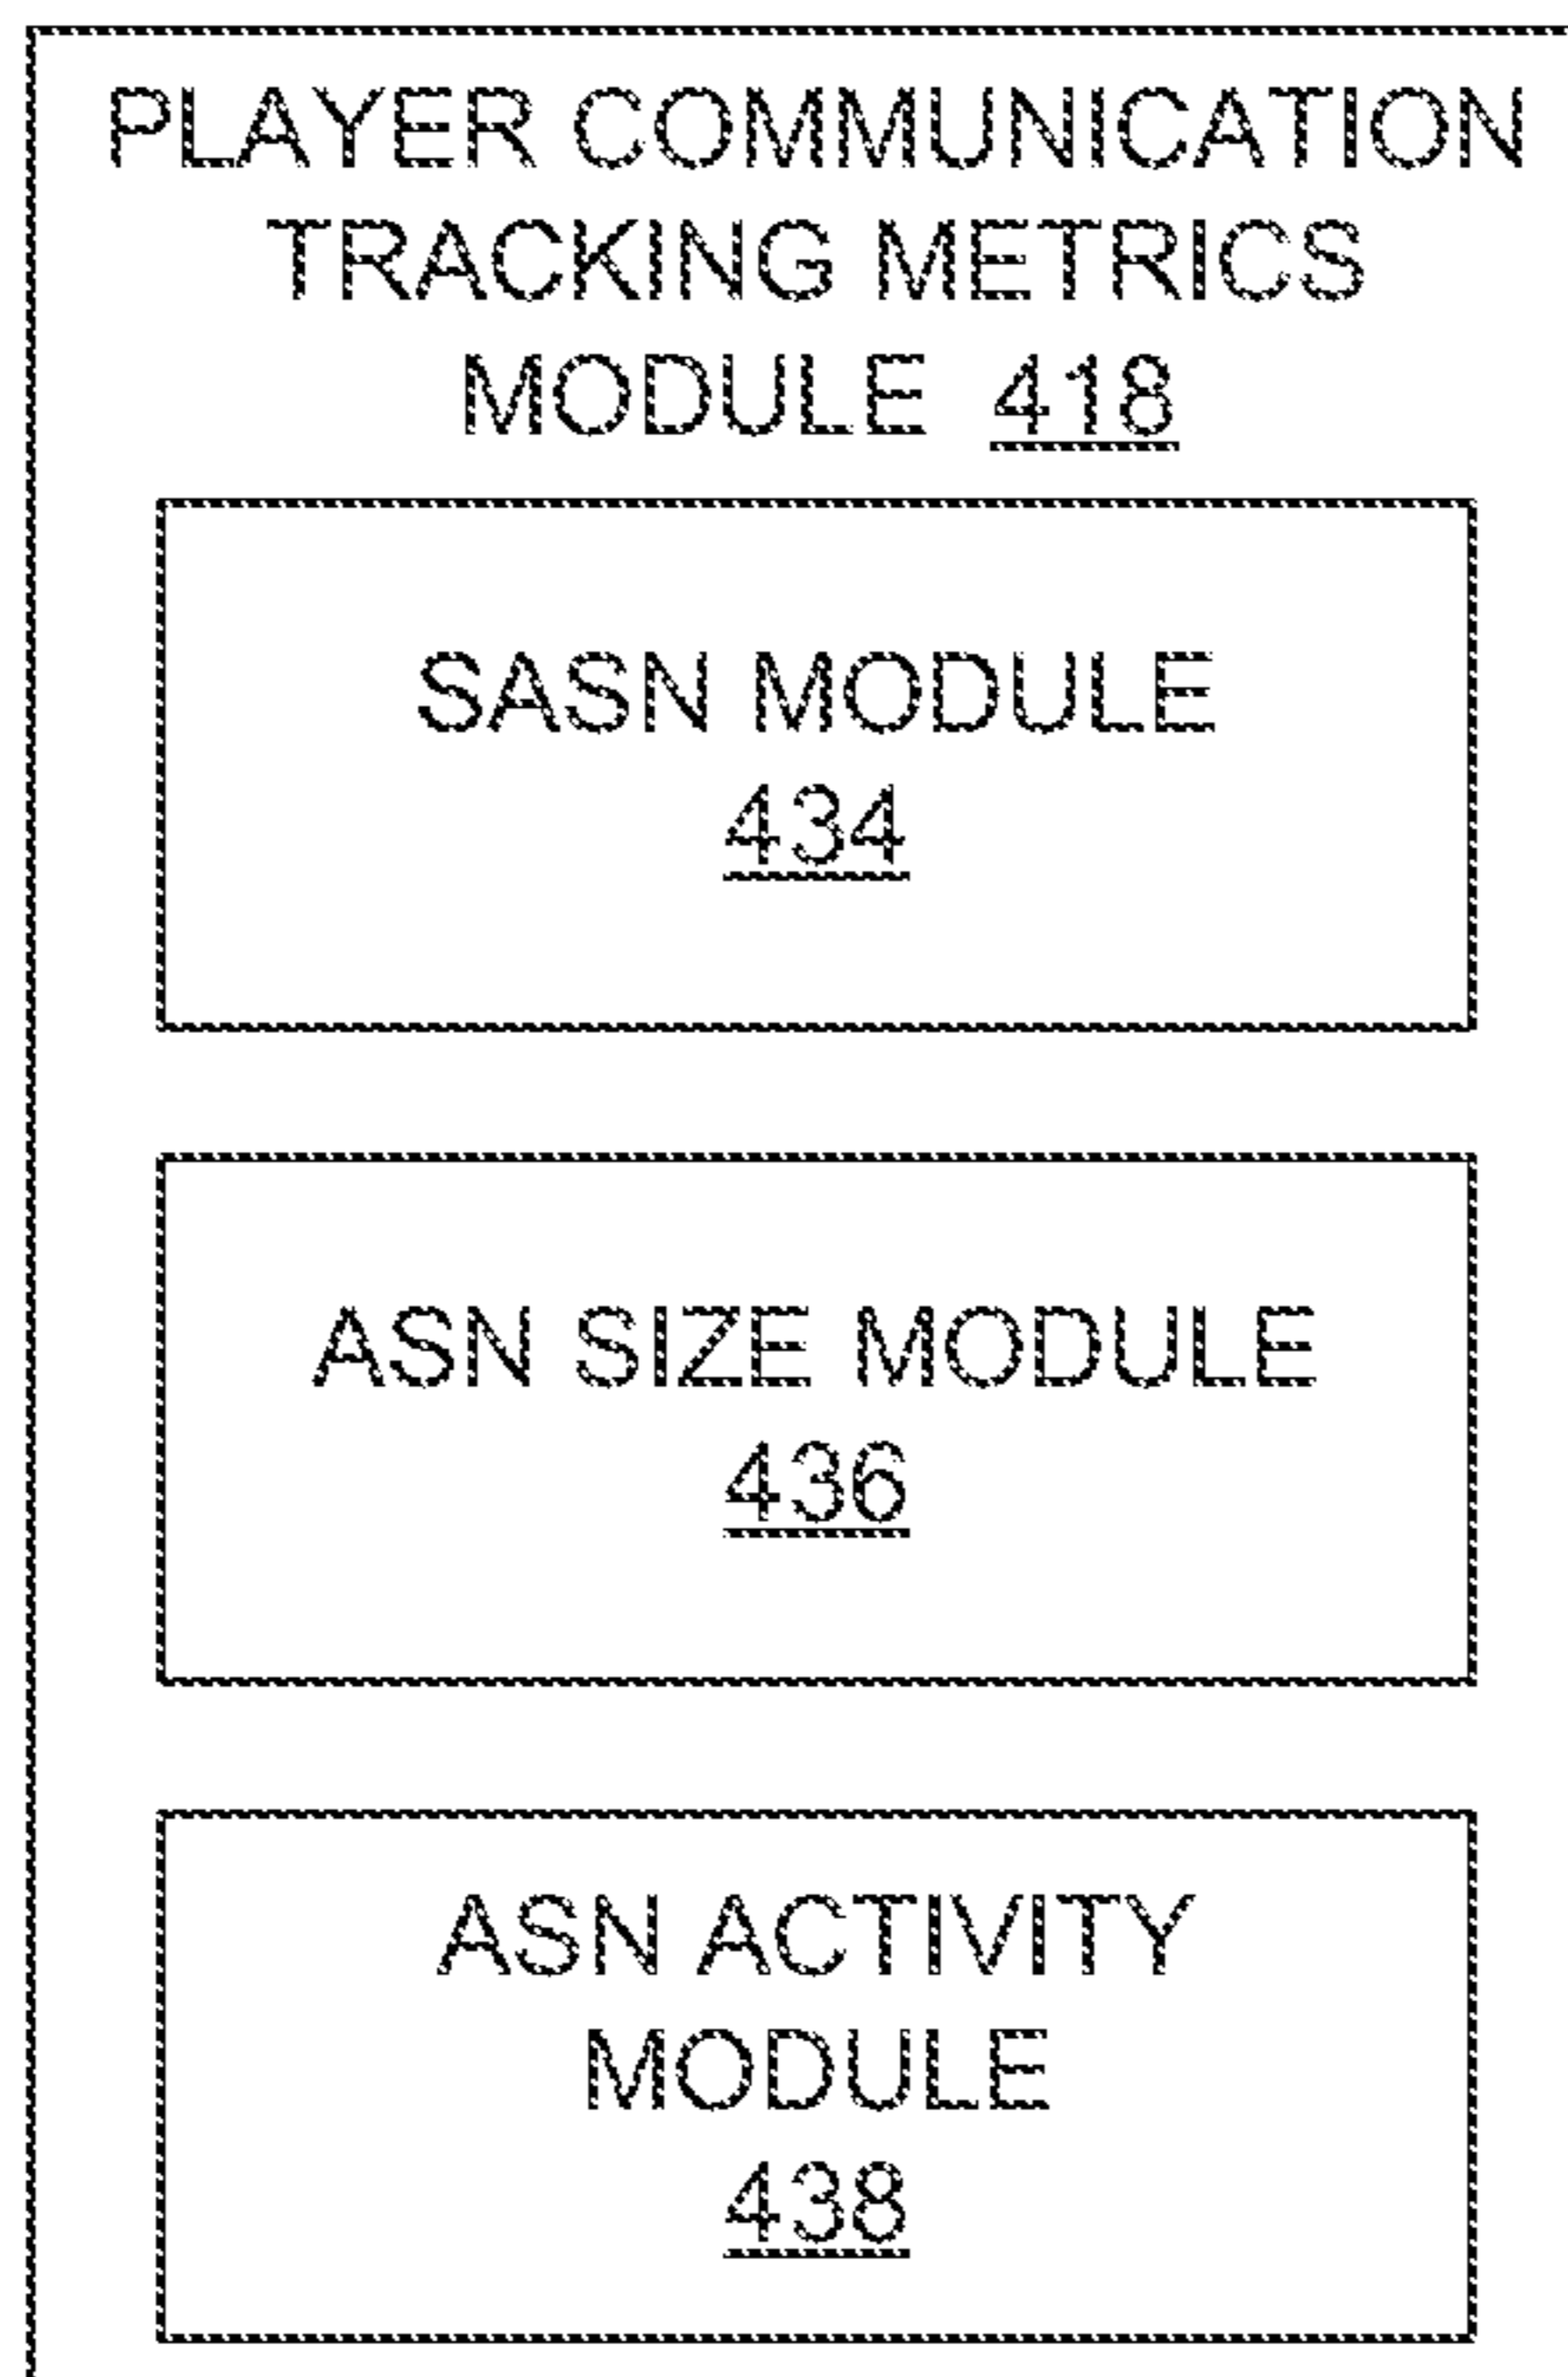 PLAYER COMMUNICATION
TRACKING METRICS
MODULE 418
SASN MODULE
434
ASN SIZE MODULE
436
ASN ACTIVITY
MODULE
438